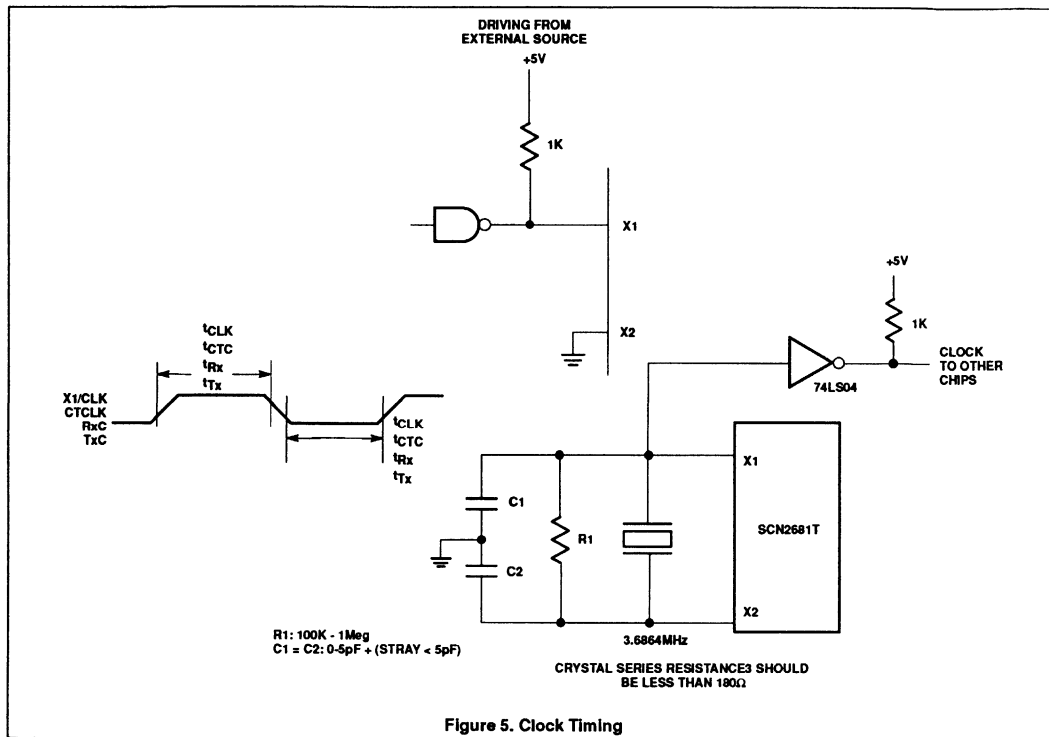 DRIVING FROM
EXTERNAL SOURCE
+5V
1K
X1
X2
+5V
1K
CLOCK
TO OTHER
CHIPS
74LS04
tCLK
tCTC
tRx
tTx
X1/CLK
CTCLK
RxC
TxC
tCLK
tCTC
tRx
tTx
C1
C2
R1
X1
SCN2681T
X2
3.6864MHz
R1: 100K - 1Meg
C1 = C2: 0-5pF + (STRAY < 5pF)
CRYSTAL SERIES RESISTANCE3 SHOULD
BE LESS THAN 180Ω
Figure 5. Clock Timing